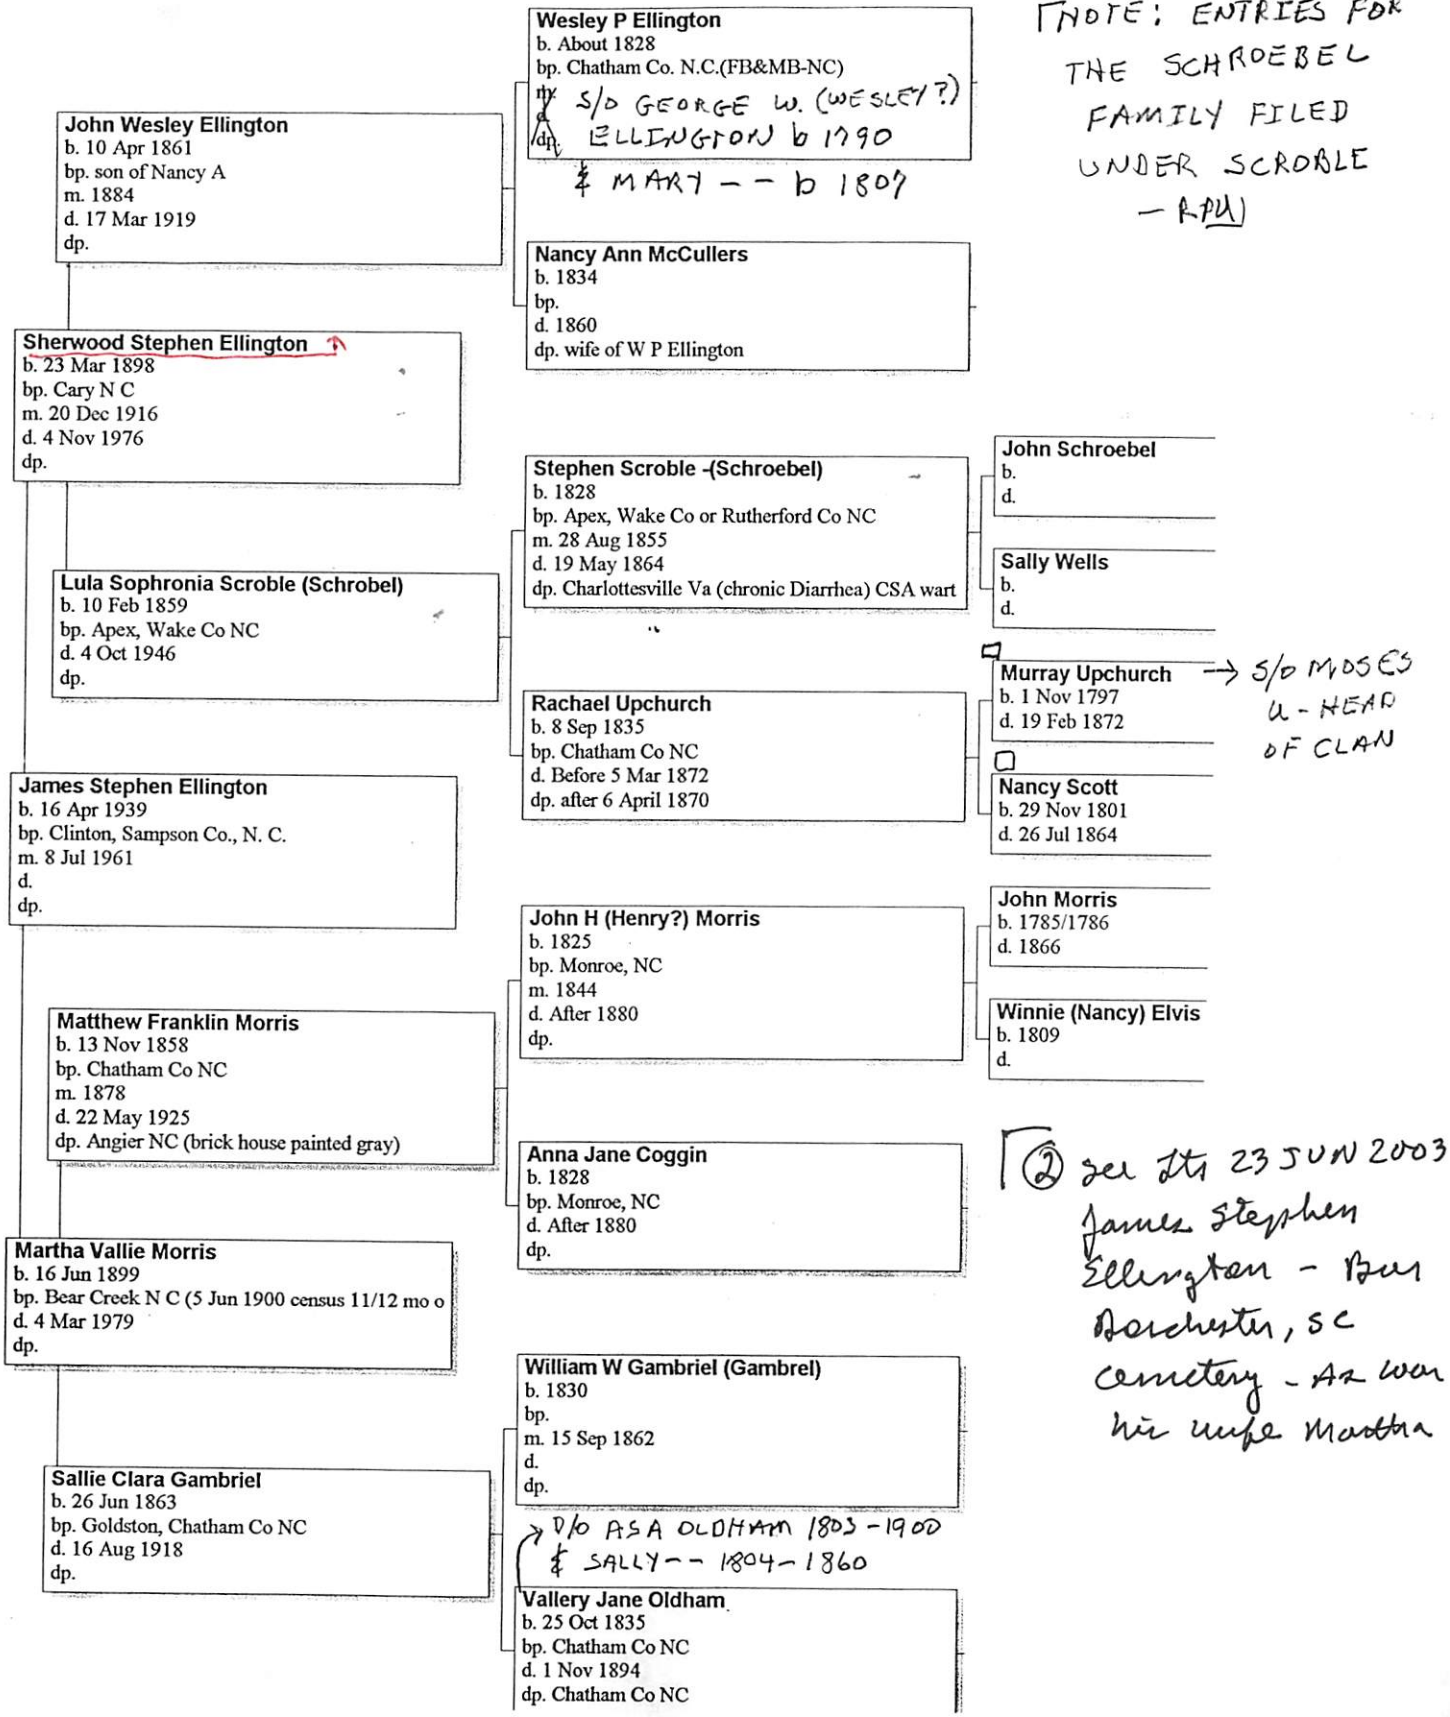 Wesley P Ellington
b. About 1828
bp. Chatham Co. N.C.(FB&MB-NC)
m.
d.
dp.
S/O GEORGE W. (WESLEY?)
ELLINGTON b 1790
& MARY -- b 1807
NOTE: ENTRIES FOR
THE SCHROEBEL
FAMILY FILED
UNDER SCROBLE
- RPU
John Wesley Ellington
b. 10 Apr 1861
bp. son of Nancy A
m. 1884
d. 17 Mar 1919
dp.
Nancy Ann McCullers
b. 1834
bp.
d. 1860
dp. wife of W P Ellington
Sherwood Stephen Ellington
b. 23 Mar 1898
bp. Cary N C
m. 20 Dec 1916
d. 4 Nov 1976
dp.
Stephen Scroble -(Schroebel)
b. 1828
bp. Apex, Wake Co or Rutherford Co NC
m. 28 Aug 1855
d. 19 May 1864
dp. Charlottesville Va (chronic Diarrhea) CSA wart
John Schroebel
b.
d.
Sally Wells
b.
d.
Lula Sophronia Scroble (Schrobel)
b. 10 Feb 1859
bp. Apex, Wake Co NC
d. 4 Oct 1946
dp.
Rachael Upchurch
b. 8 Sep 1835
bp. Chatham Co NC
d. Before 5 Mar 1872
dp. after 6 April 1870
Murray Upchurch
b. 1 Nov 1797
d. 19 Feb 1872
→ S/O MOSES
U - HEAD
OF CLAN
Nancy Scott
b. 29 Nov 1801
d. 26 Jul 1864
James Stephen Ellington
b. 16 Apr 1939
bp. Clinton, Sampson Co., N. C.
m. 8 Jul 1961
d.
dp.
John H (Henry?) Morris
b. 1825
bp. Monroe, NC
m. 1844
d. After 1880
dp.
John Morris
b. 1785/1786
d. 1866
Winnie (Nancy) Elvis
b. 1809
d.
Matthew Franklin Morris
b. 13 Nov 1858
bp. Chatham Co NC
m. 1878
d. 22 May 1925
dp. Angier NC (brick house painted gray)
Anna Jane Coggin
b. 1828
bp. Monroe, NC
d. After 1880
dp.
② see ltr 23 JUN 2003
James Stephen
Ellington - Bur
Dorchester, SC
cemetery - As was
his wife Martha
Martha Vallie Morris
b. 16 Jun 1899
bp. Bear Creek N C (5 Jun 1900 census 11/12 mo o
d. 4 Mar 1979
dp.
William W Gambriel (Gambrel)
b. 1830
bp.
m. 15 Sep 1862
d.
dp.
Sallie Clara Gambriel
b. 26 Jun 1863
bp. Goldston, Chatham Co NC
d. 16 Aug 1918
dp.
D/O ASA OLDHAM 1803-1900
& SALLY-- 1804-1860
Vallery Jane Oldham
b. 25 Oct 1835
bp. Chatham Co NC
d. 1 Nov 1894
dp. Chatham Co NC